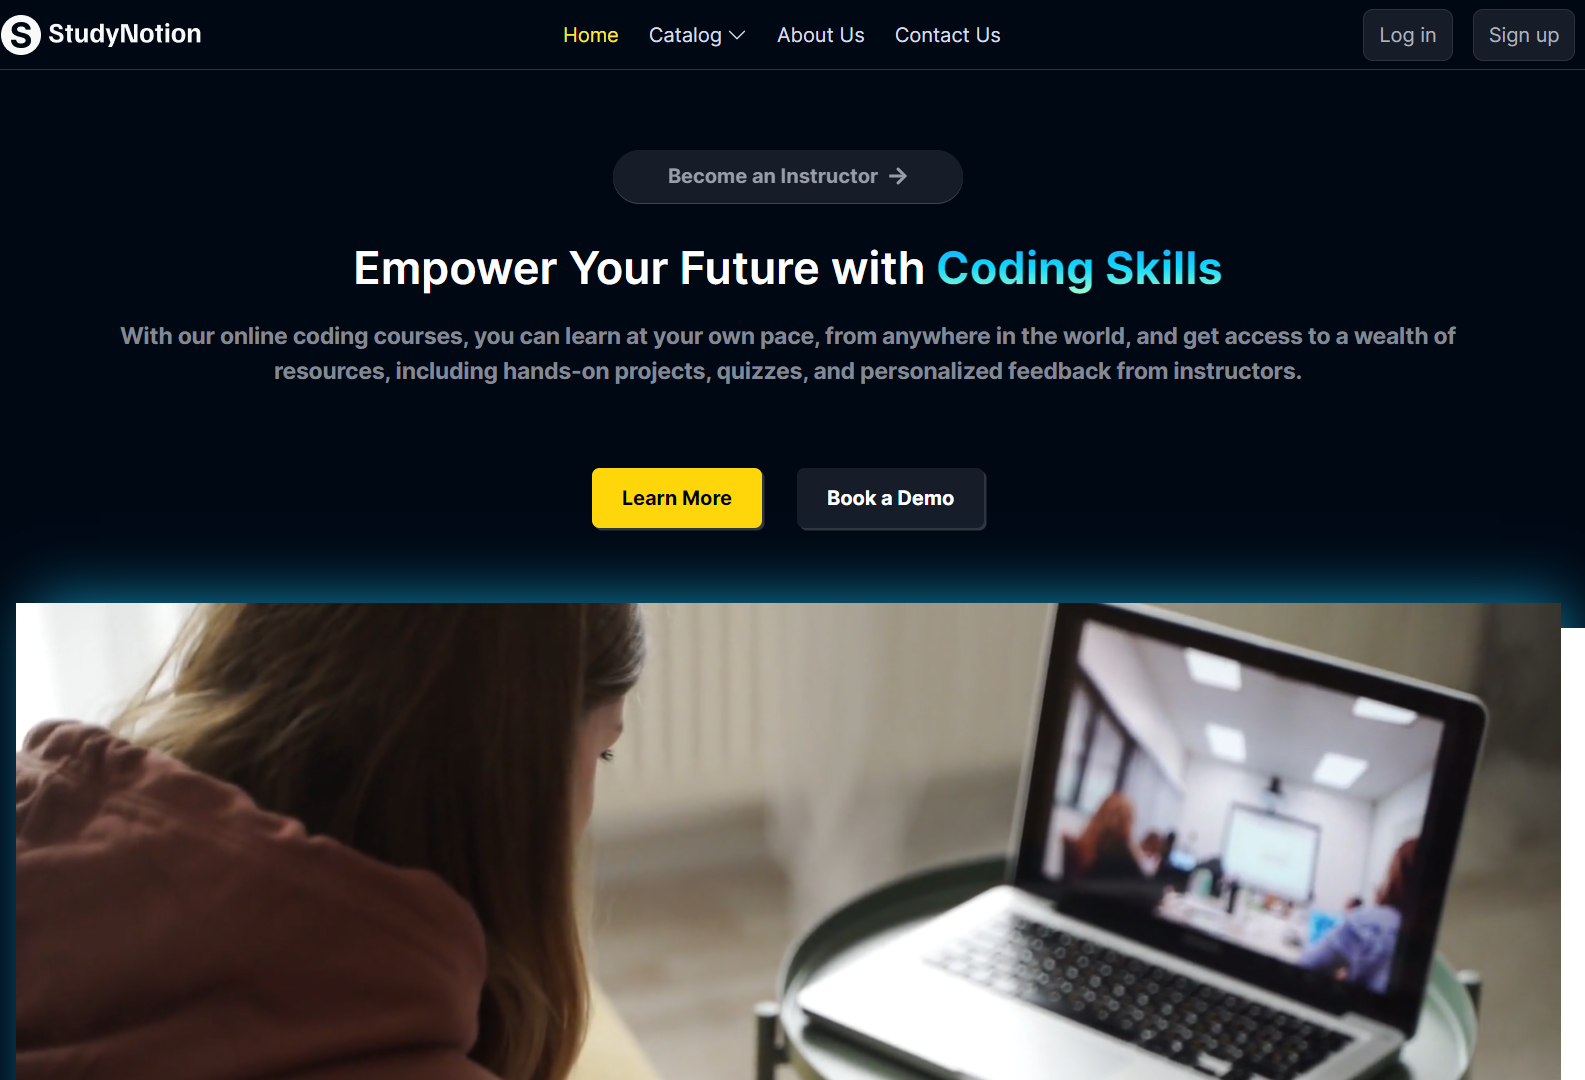 StudyNotion
Home Catalog About Us Contact Us
Log in Sign up
Become an Instructor →
Empower Your Future with Coding Skills
With our online coding courses, you can learn at your own pace, from anywhere in the world, and get access to a wealth of
resources, including hands-on projects, quizzes, and personalized feedback from instructors.
Learn More
Book a Demo